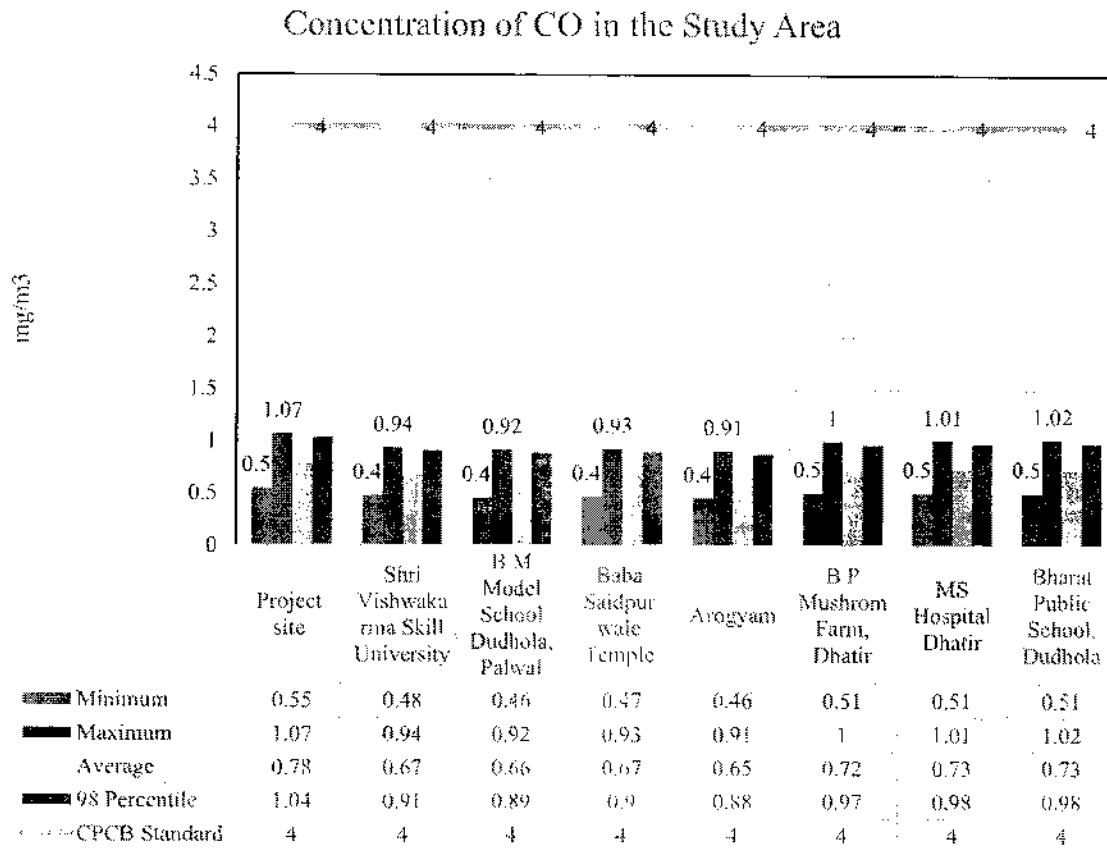 Concentration of CO in the Study Area
4.5
4
3.5
3
2.5
2
1.5
1
0.5
0
mg/m3
4 4 4 4 4 4 4 4
1.07 0.94 0.92 0.93 0.91 1 1.01 1.02
0.5 0.4 0.4 0.4 0.4 0.5 0.5 0.5
Project
site
Shri
Vishwaka
rma Skill
University
B M
Model
School
Dudhola,
Palwal
Baba
Saidpur
wale
Temple
Arogyam
B P
Mushrom
Farm,
Dhatir
MS
Hospital
Dhatir
Bharat
Public
School,
Dudhola
Minimum 0.55 0.48 0.46 0.47 0.46 0.51 0.51 0.51
Maximum 1.07 0.94 0.92 0.93 0.91 1 1.01 1.02
Average 0.78 0.67 0.66 0.67 0.65 0.72 0.73 0.73
98 Percentile 1.04 0.91 0.89 0.9 0.88 0.97 0.98 0.98
CPCB Standard 4 4 4 4 4 4 4 4